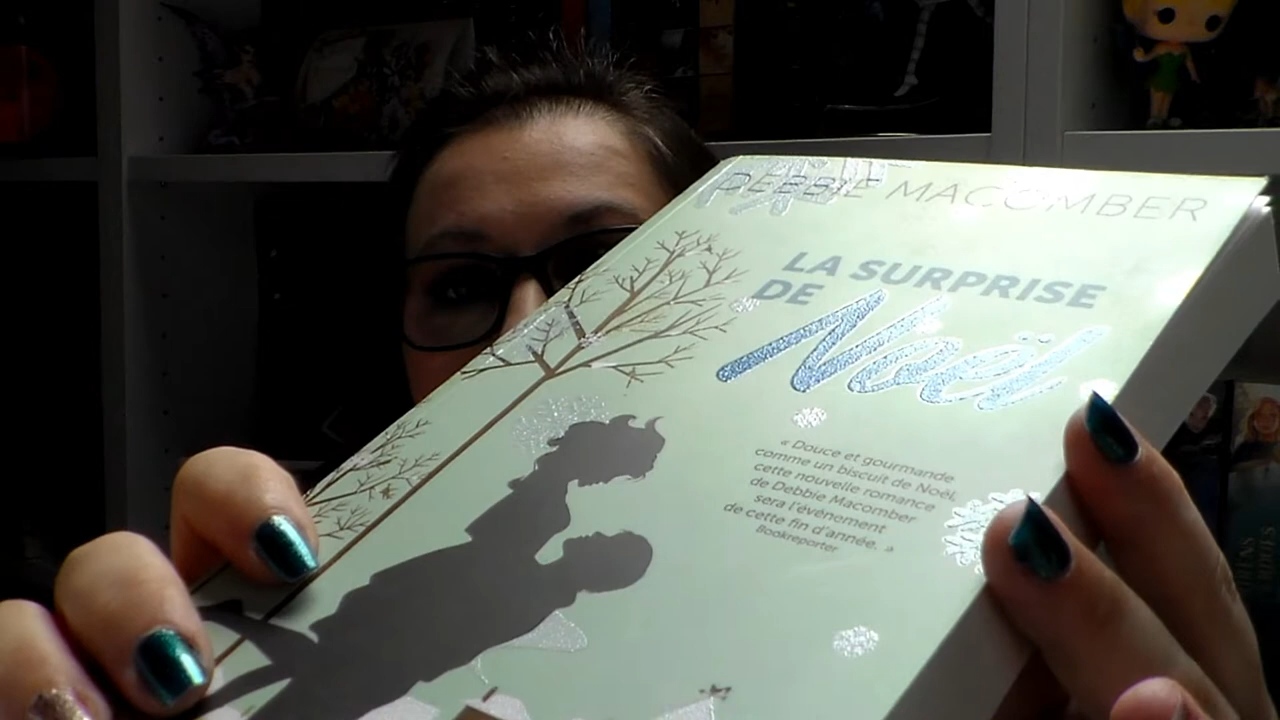 DEBBIE MACOMBER
LA SURPRISE
DE
Noël
« Douce et gourmande
comme un biscuit de Noël,
cette nouvelle romance
de Debbie Macomber
sera l'événement
de cette fin d'année. »
Bookreporter